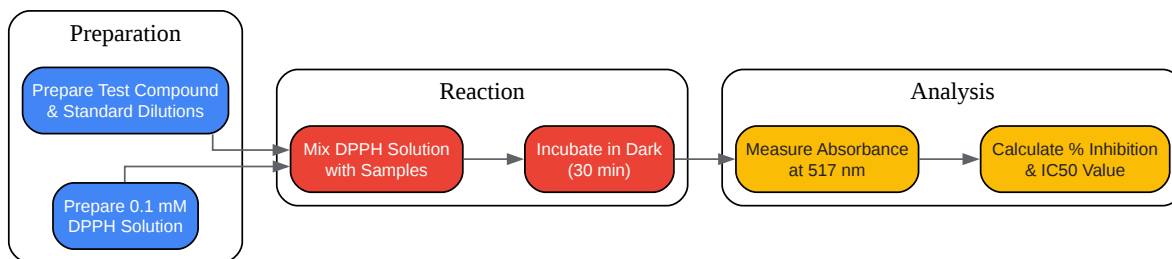 Preparation
Prepare Test Compound
& Standard Dilutions
Prepare 0.1 mM
DPPH Solution
Reaction
Mix DPPH Solution
with Samples
Incubate in Dark
(30 min)
Analysis
Measure Absorbance
at 517 nm
Calculate % Inhibition
& IC50 Value